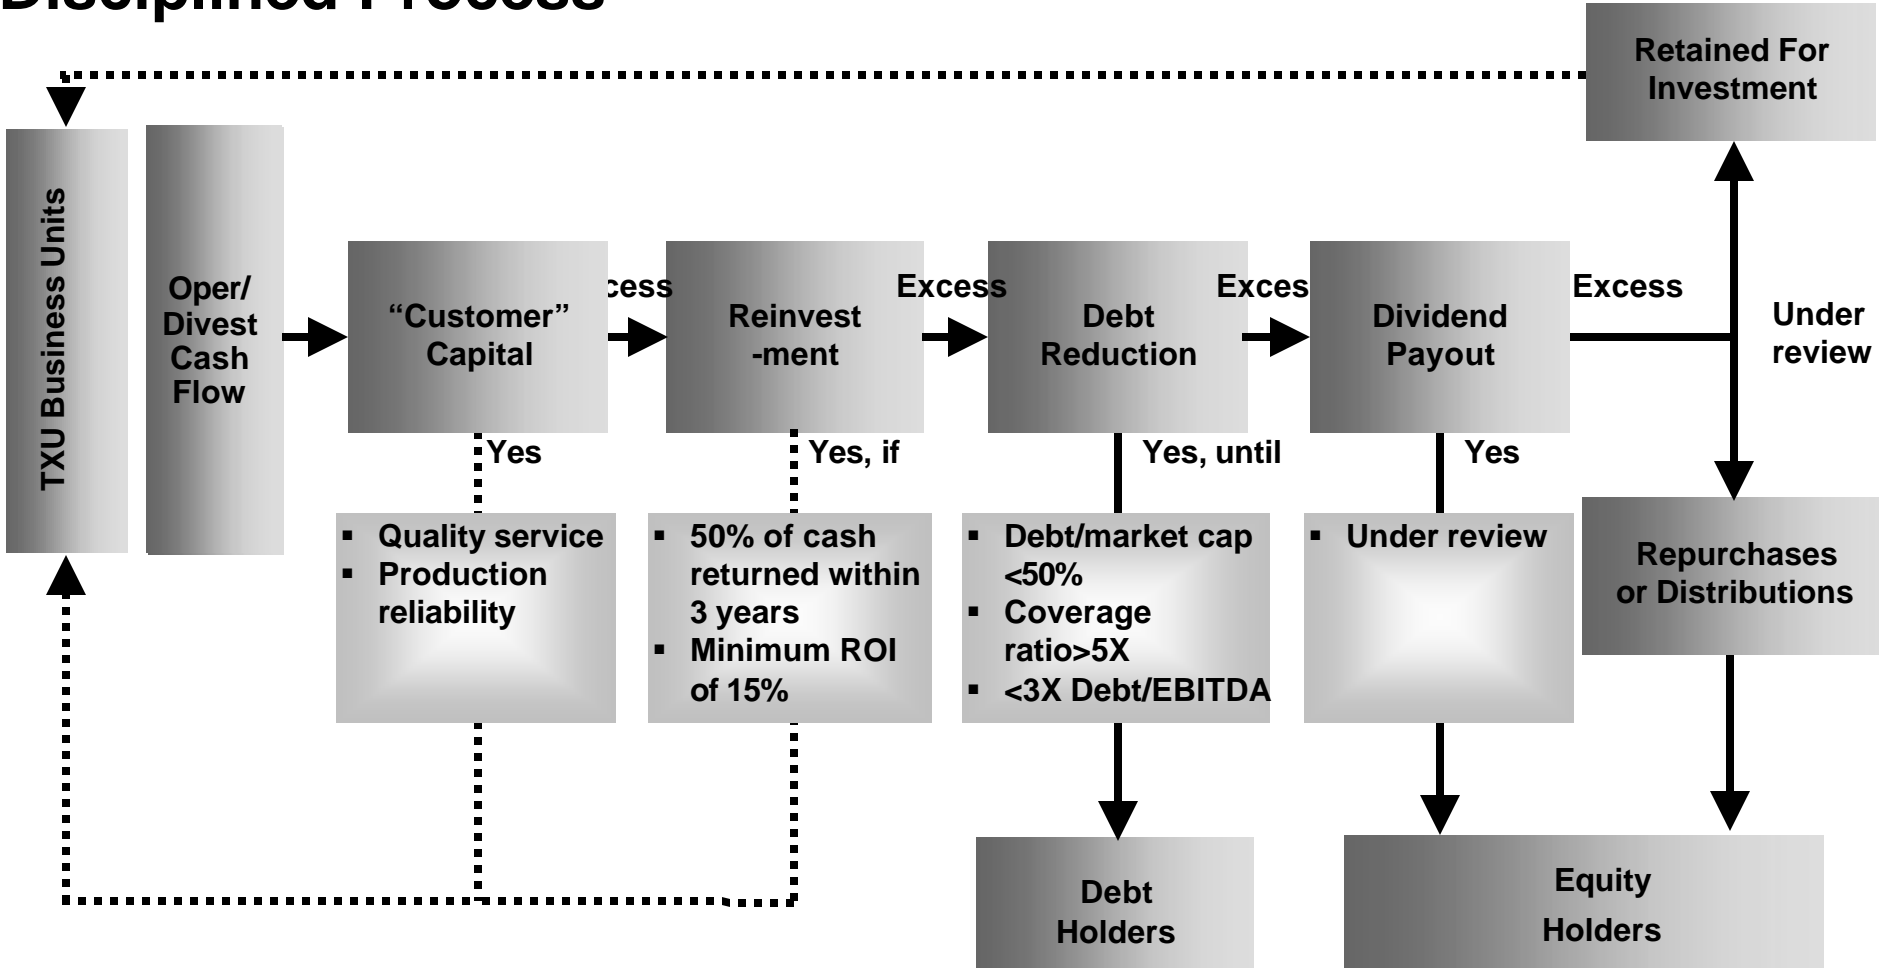 Disciplined Process
Retained For
Investment
TXU Business Units
Oper/
Divest
Cash
Flow
“Customer”
Capital
cess
Reinvest
-ment
Excess
Debt
Reduction
Exces
Dividend
Payout
Excess
Under
review
Yes
Yes, if
Yes, until
Yes
▪ Quality service
▪ Production
reliability
▪ 50% of cash
returned within
3 years
▪ Minimum ROI
of 15%
▪ Debt/market cap
<50%
▪ Coverage
ratio>5X
▪ <3X Debt/EBITDA
▪ Under review
Repurchases
or Distributions
Debt
Holders
Equity
Holders